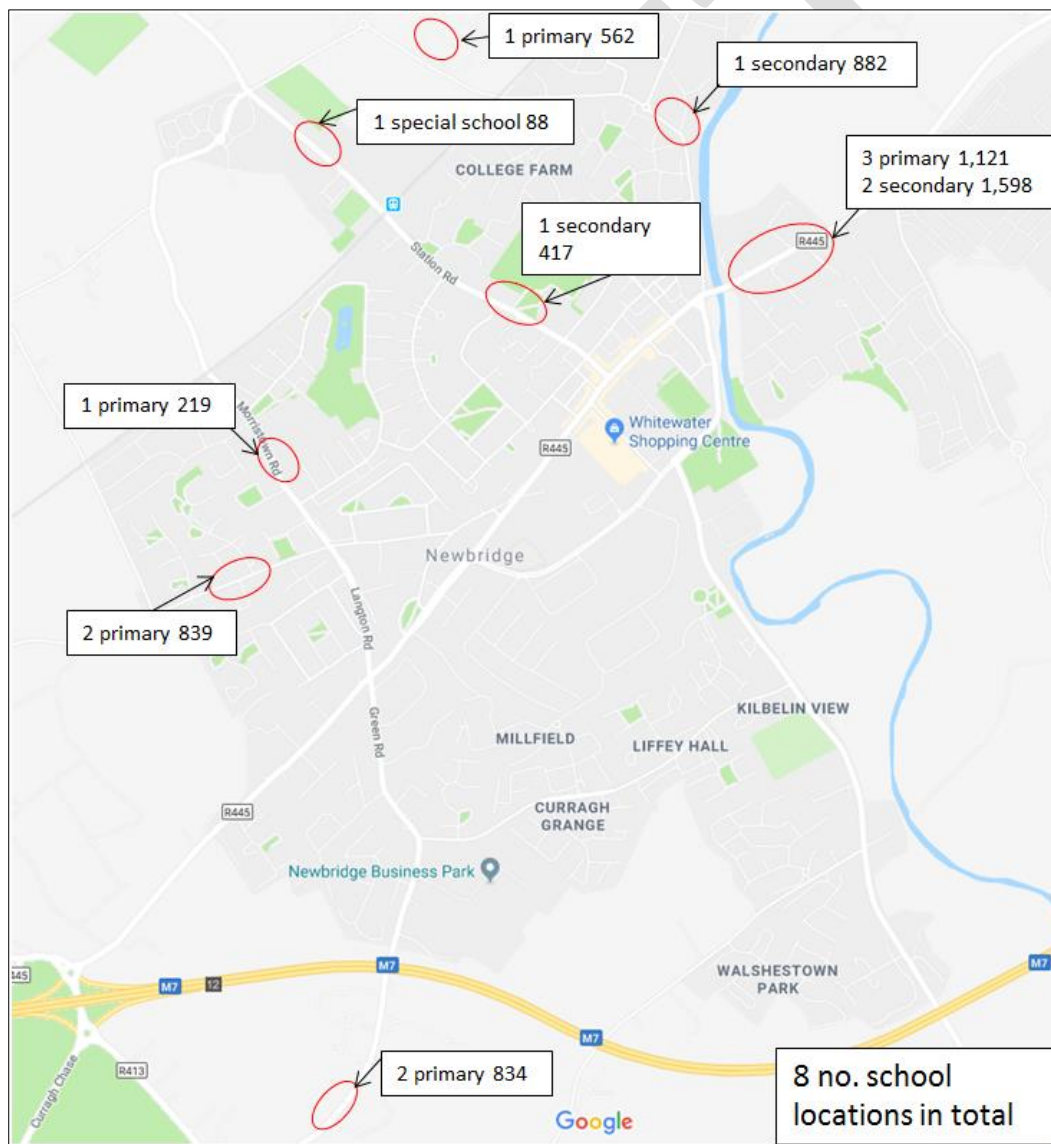 1 primary 562
1 secondary 882
1 special school 88
3 primary 1,121
2 secondary 1,598
COLLEGE FARM
1 secondary
417
R445
Station Rd
1 primary 219
Morristown Rd
Whitewater
Shopping Centre
R445
Newbridge
2 primary 839
Langton Rd
Green Rd
KILBELIN VIEW
MILLFIELD
LIFFEY HALL
CURRAGH
GRANGE
R445
Newbridge Business Park
M7
M7
445
M7
12
WALSHESTOWN
PARK
M7
R413
Curragh Chase
2 primary 834
8 no. school
locations in total
Google